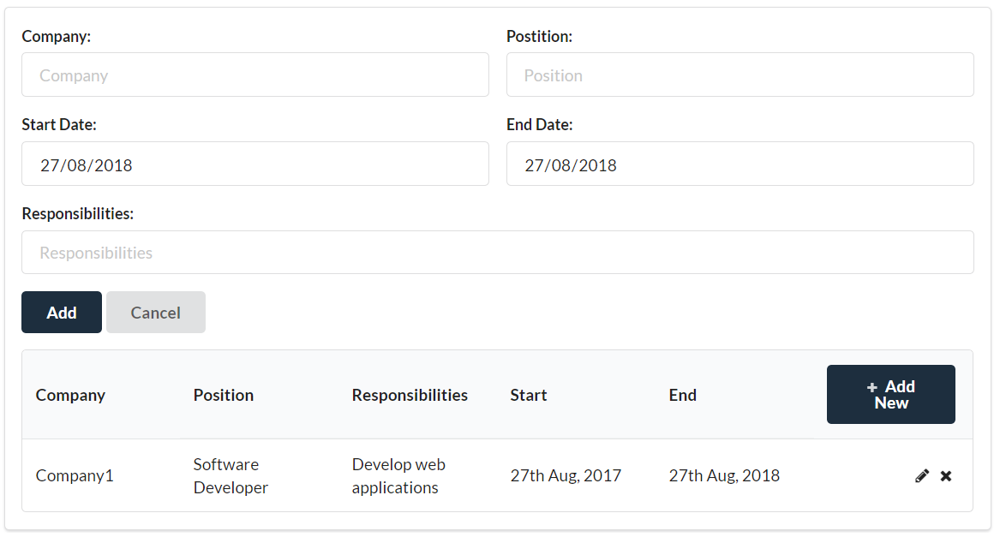 Company:
Postition:
Company
Position
Start Date:
End Date:
27/08/2018
27/08/2018
Responsibilities:
Responsibilities
Add
Cancel
Company
Position
Responsibilities
Start
End
+ Add
New
Company1
Software
Developer
Develop web
applications
27th Aug, 2017
27th Aug, 2018